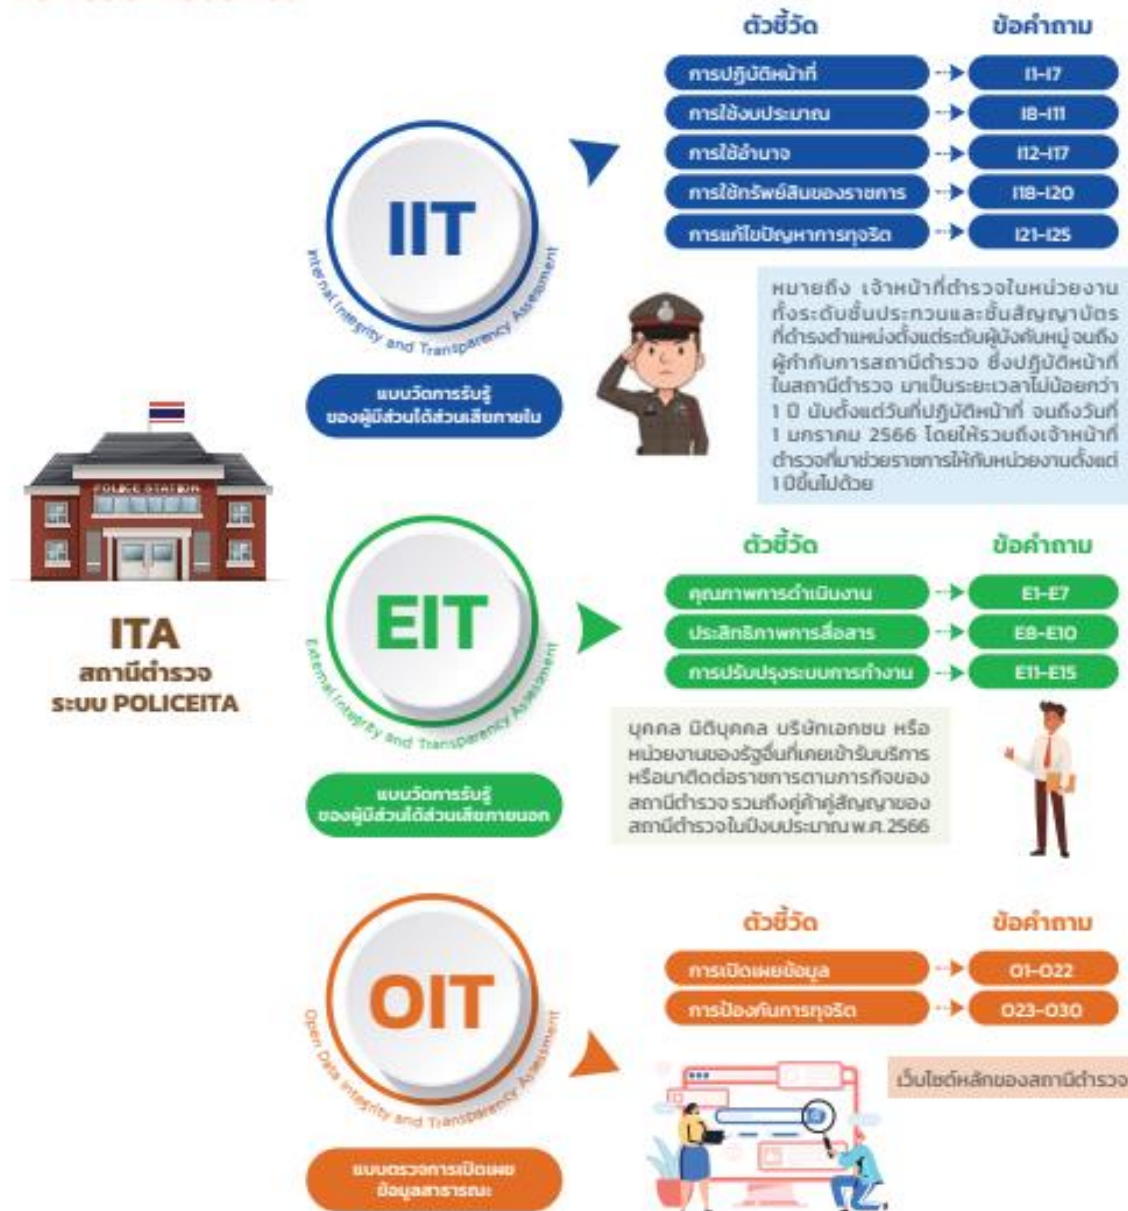 ตัวชี้วัด ข้อคำถาม
การปฏิบัติหน้าที่ I1-I7
การใช้งบประมาณ I8-I11
การใช้อำนาจ I12-I17
การใช้ทรัพย์สินของราชการ I18-I20
การแก้ไขปัญหาการทุจริต I21-I25
IIT
Internal Integrity and Transparency Assessment
แบบวัดการรับรู้
ของผู้มีส่วนได้ส่วนเสียภายใน
หมายถึง เจ้าหน้าที่ตำรวจในหน่วยงาน
ทั้งระดับชั้นประทวนและชั้นสัญญาบัตร
ที่ดำรงตำแหน่งตั้งแต่ระดับผู้บังคับหมู่ จนถึง
ผู้กำกับการสถานีตำรวจ ซึ่งปฏิบัติหน้าที่
ในสถานีตำรวจ มาเป็นระยะเวลาไม่น้อยกว่า
1 ปี นับตั้งแต่วันที่ปฏิบัติหน้าที่ จนถึงวันที่
1 มกราคม 2566 โดยให้รวมถึงเจ้าหน้าที่
ตำรวจที่มาช่วยราชการให้กับหน่วยงานตั้งแต่
1 ปีขึ้นไปด้วย
POLICE STATION
ITA
สถานีตำรวจ
ระบบ POLICEITA
ตัวชี้วัด ข้อคำถาม
คุณภาพการดำเนินงาน E1-E7
ประสิทธิภาพการสื่อสาร E8-E10
การปรับปรุงระบบการทำงาน E11-E15
EIT
External Integrity and Transparency Assessment
แบบวัดการรับรู้
ของผู้มีส่วนได้ส่วนเสียภายนอก
บุคคล นิติบุคคล บริษัทเอกชน หรือ
หน่วยงานของรัฐอื่นที่เคยเข้ารับบริการ
หรือมาติดต่อราชการตามภารกิจของ
สถานีตำรวจ รวมถึงคู่ค้าคู่สัญญาของ
สถานีตำรวจในปีงบประมาณ พ.ศ. 2566
ตัวชี้วัด ข้อคำถาม
การเปิดเผยข้อมูล O1-O22
การป้องกันการทุจริต O23-O30
OIT
Open Data Integrity and Transparency Assessment
แบบตรวจการเปิดเผย
ข้อมูลสาธารณะ
เว็บไซต์หลักของสถานีตำรวจ